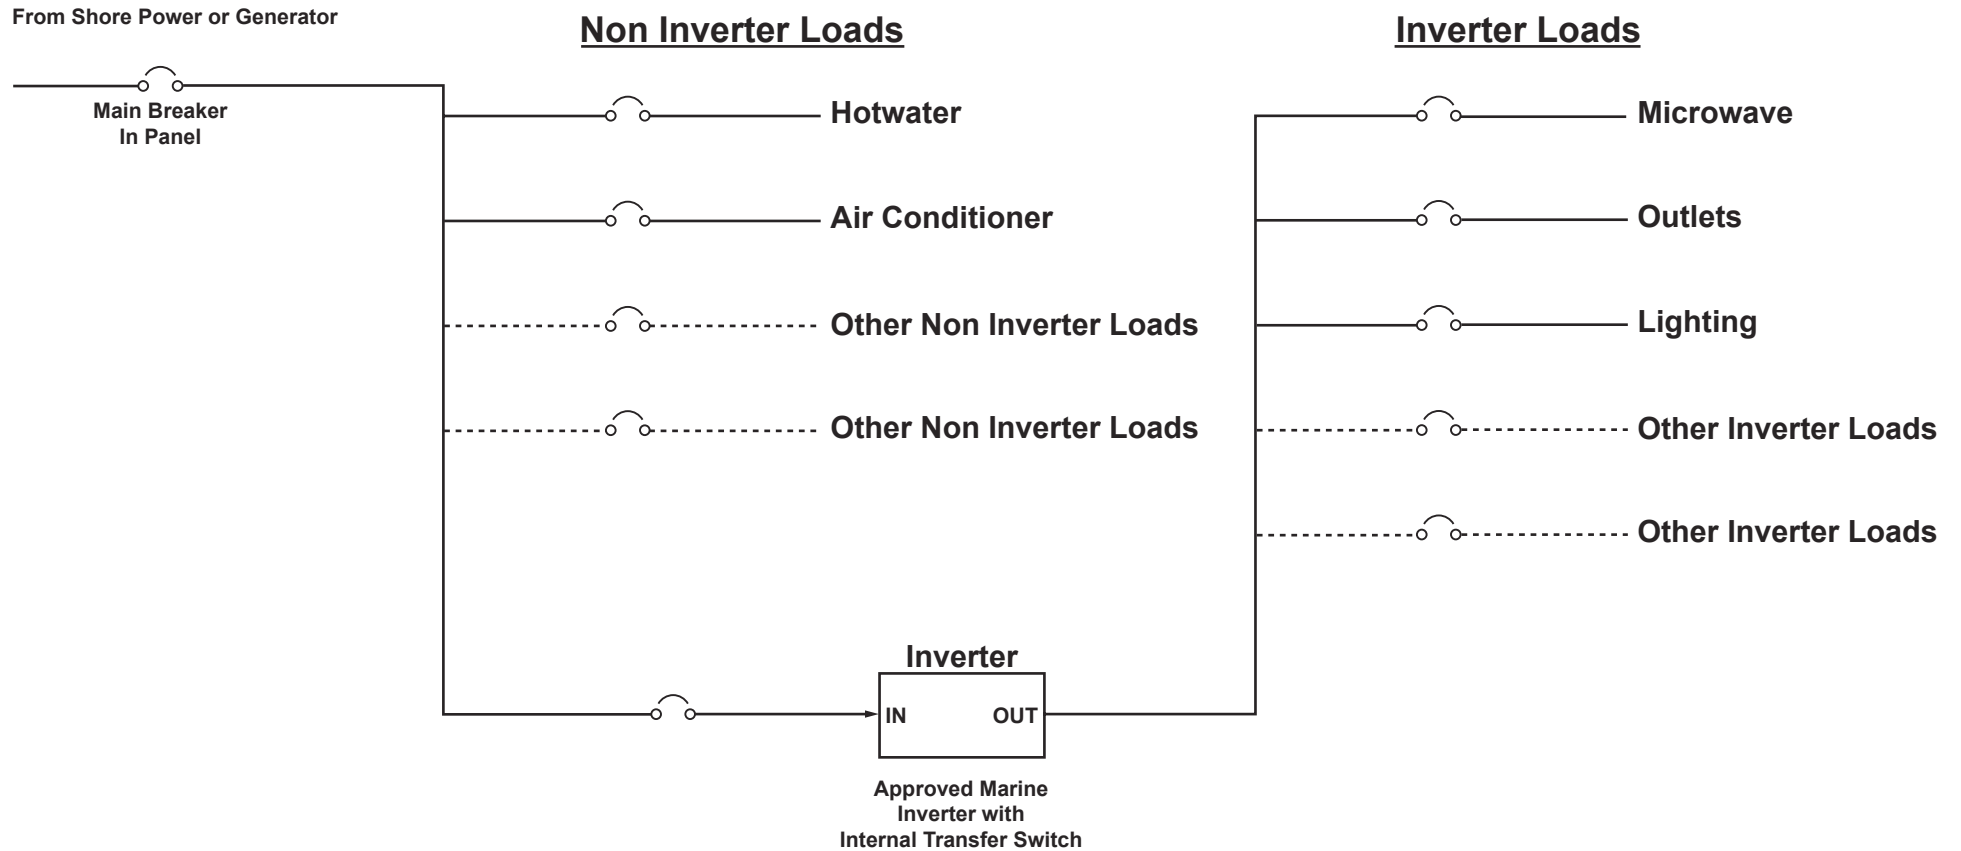 From Shore Power or Generator
Non Inverter Loads
Inverter Loads
Main Breaker
In Panel
Hotwater
Microwave
Air Conditioner
Outlets
Other Non Inverter Loads
Lighting
Other Non Inverter Loads
Other Inverter Loads
Other Inverter Loads
Inverter
IN
OUT
Approved Marine
Inverter with
Internal Transfer Switch